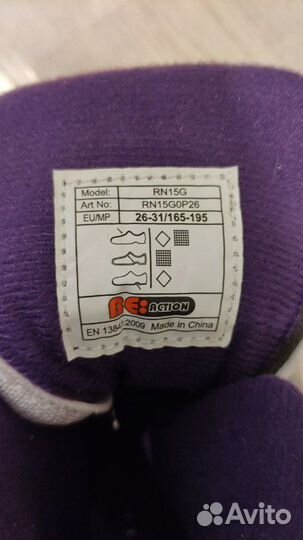 Model: RN15G
Art No: RN15G0P26
EU/MP 26-31/165-195
RE:ACTION
Made in China
2009
EN 1384
Avito